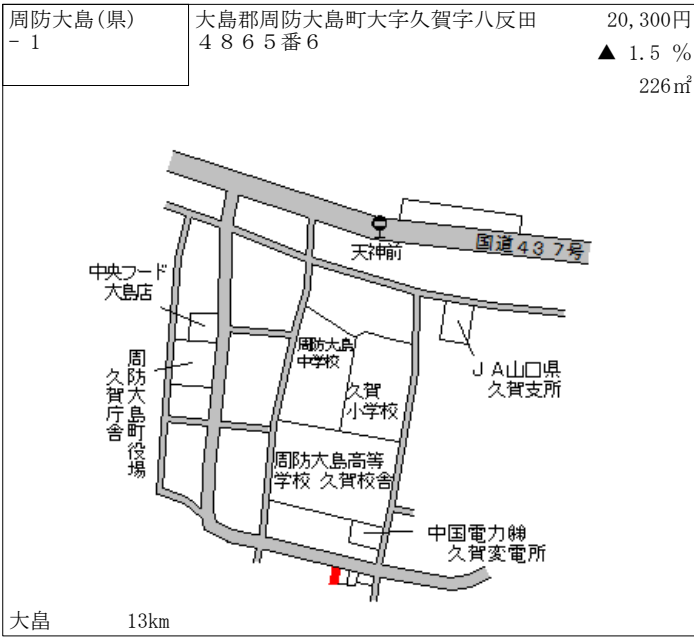 周防大島(県)
- 1
大島郡周防大島町大字久賀字八反田
４８６５番６
20,300円
▲ 1.5 %
226㎡
国道４３７号
天神前
中央フード
大島店
周防大島
中学校
ＪＡ山口県
久賀支所
周防大島町役場
久賀庁舎
久賀
小学校
周防大島高等
学校 久賀校舎
中国電力㈱
久賀変電所
大畠
13km